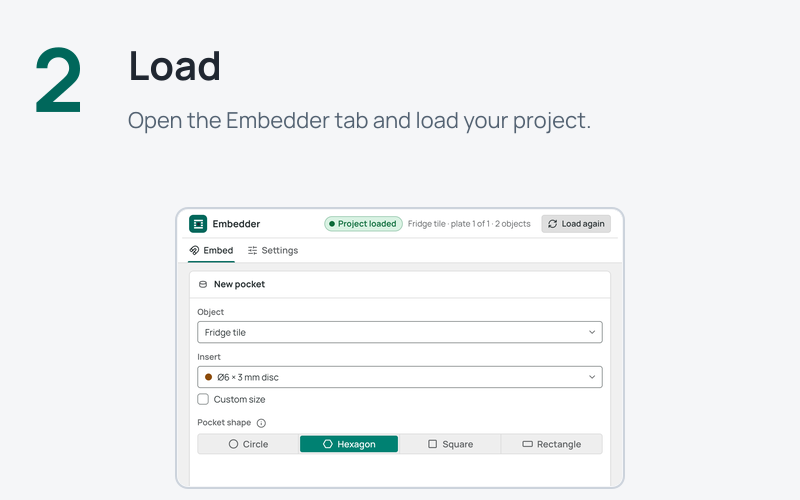 2
Load
Open the Embedder tab and load your project.
Embedder
Project loaded
Fridge tile · plate 1 of 1 · 2 objects
Load again
Embed
Settings
New pocket
Object
Fridge tile
Insert
Ø6 × 3 mm disc
Custom size
Pocket shape
Circle
Hexagon
Square
Rectangle